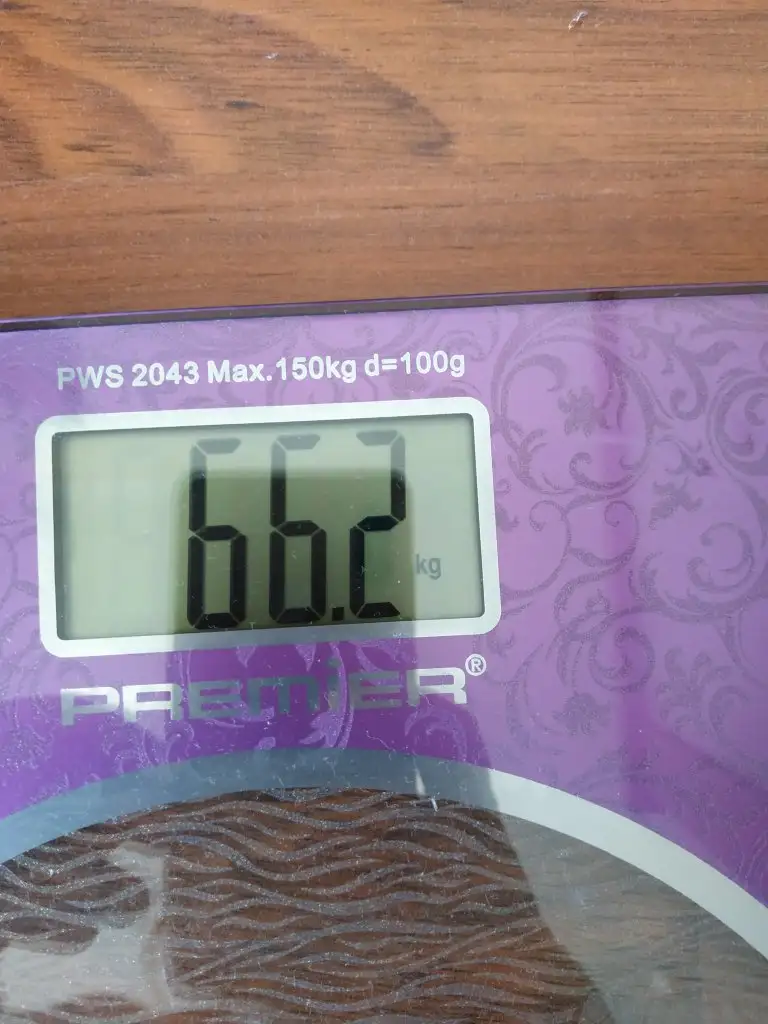 PWS 2043 Max.150kg d=100g
66.2 kg
PREMIER®